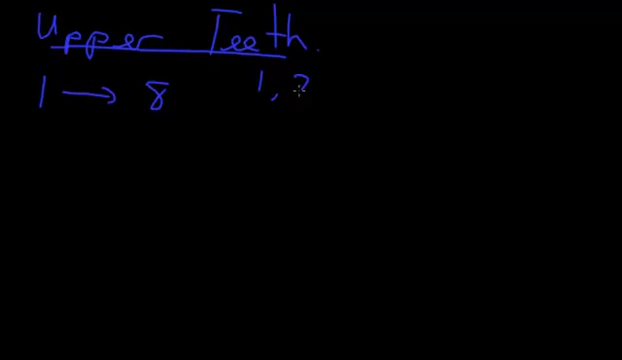 Upper Teeth.
1 → 8 1,